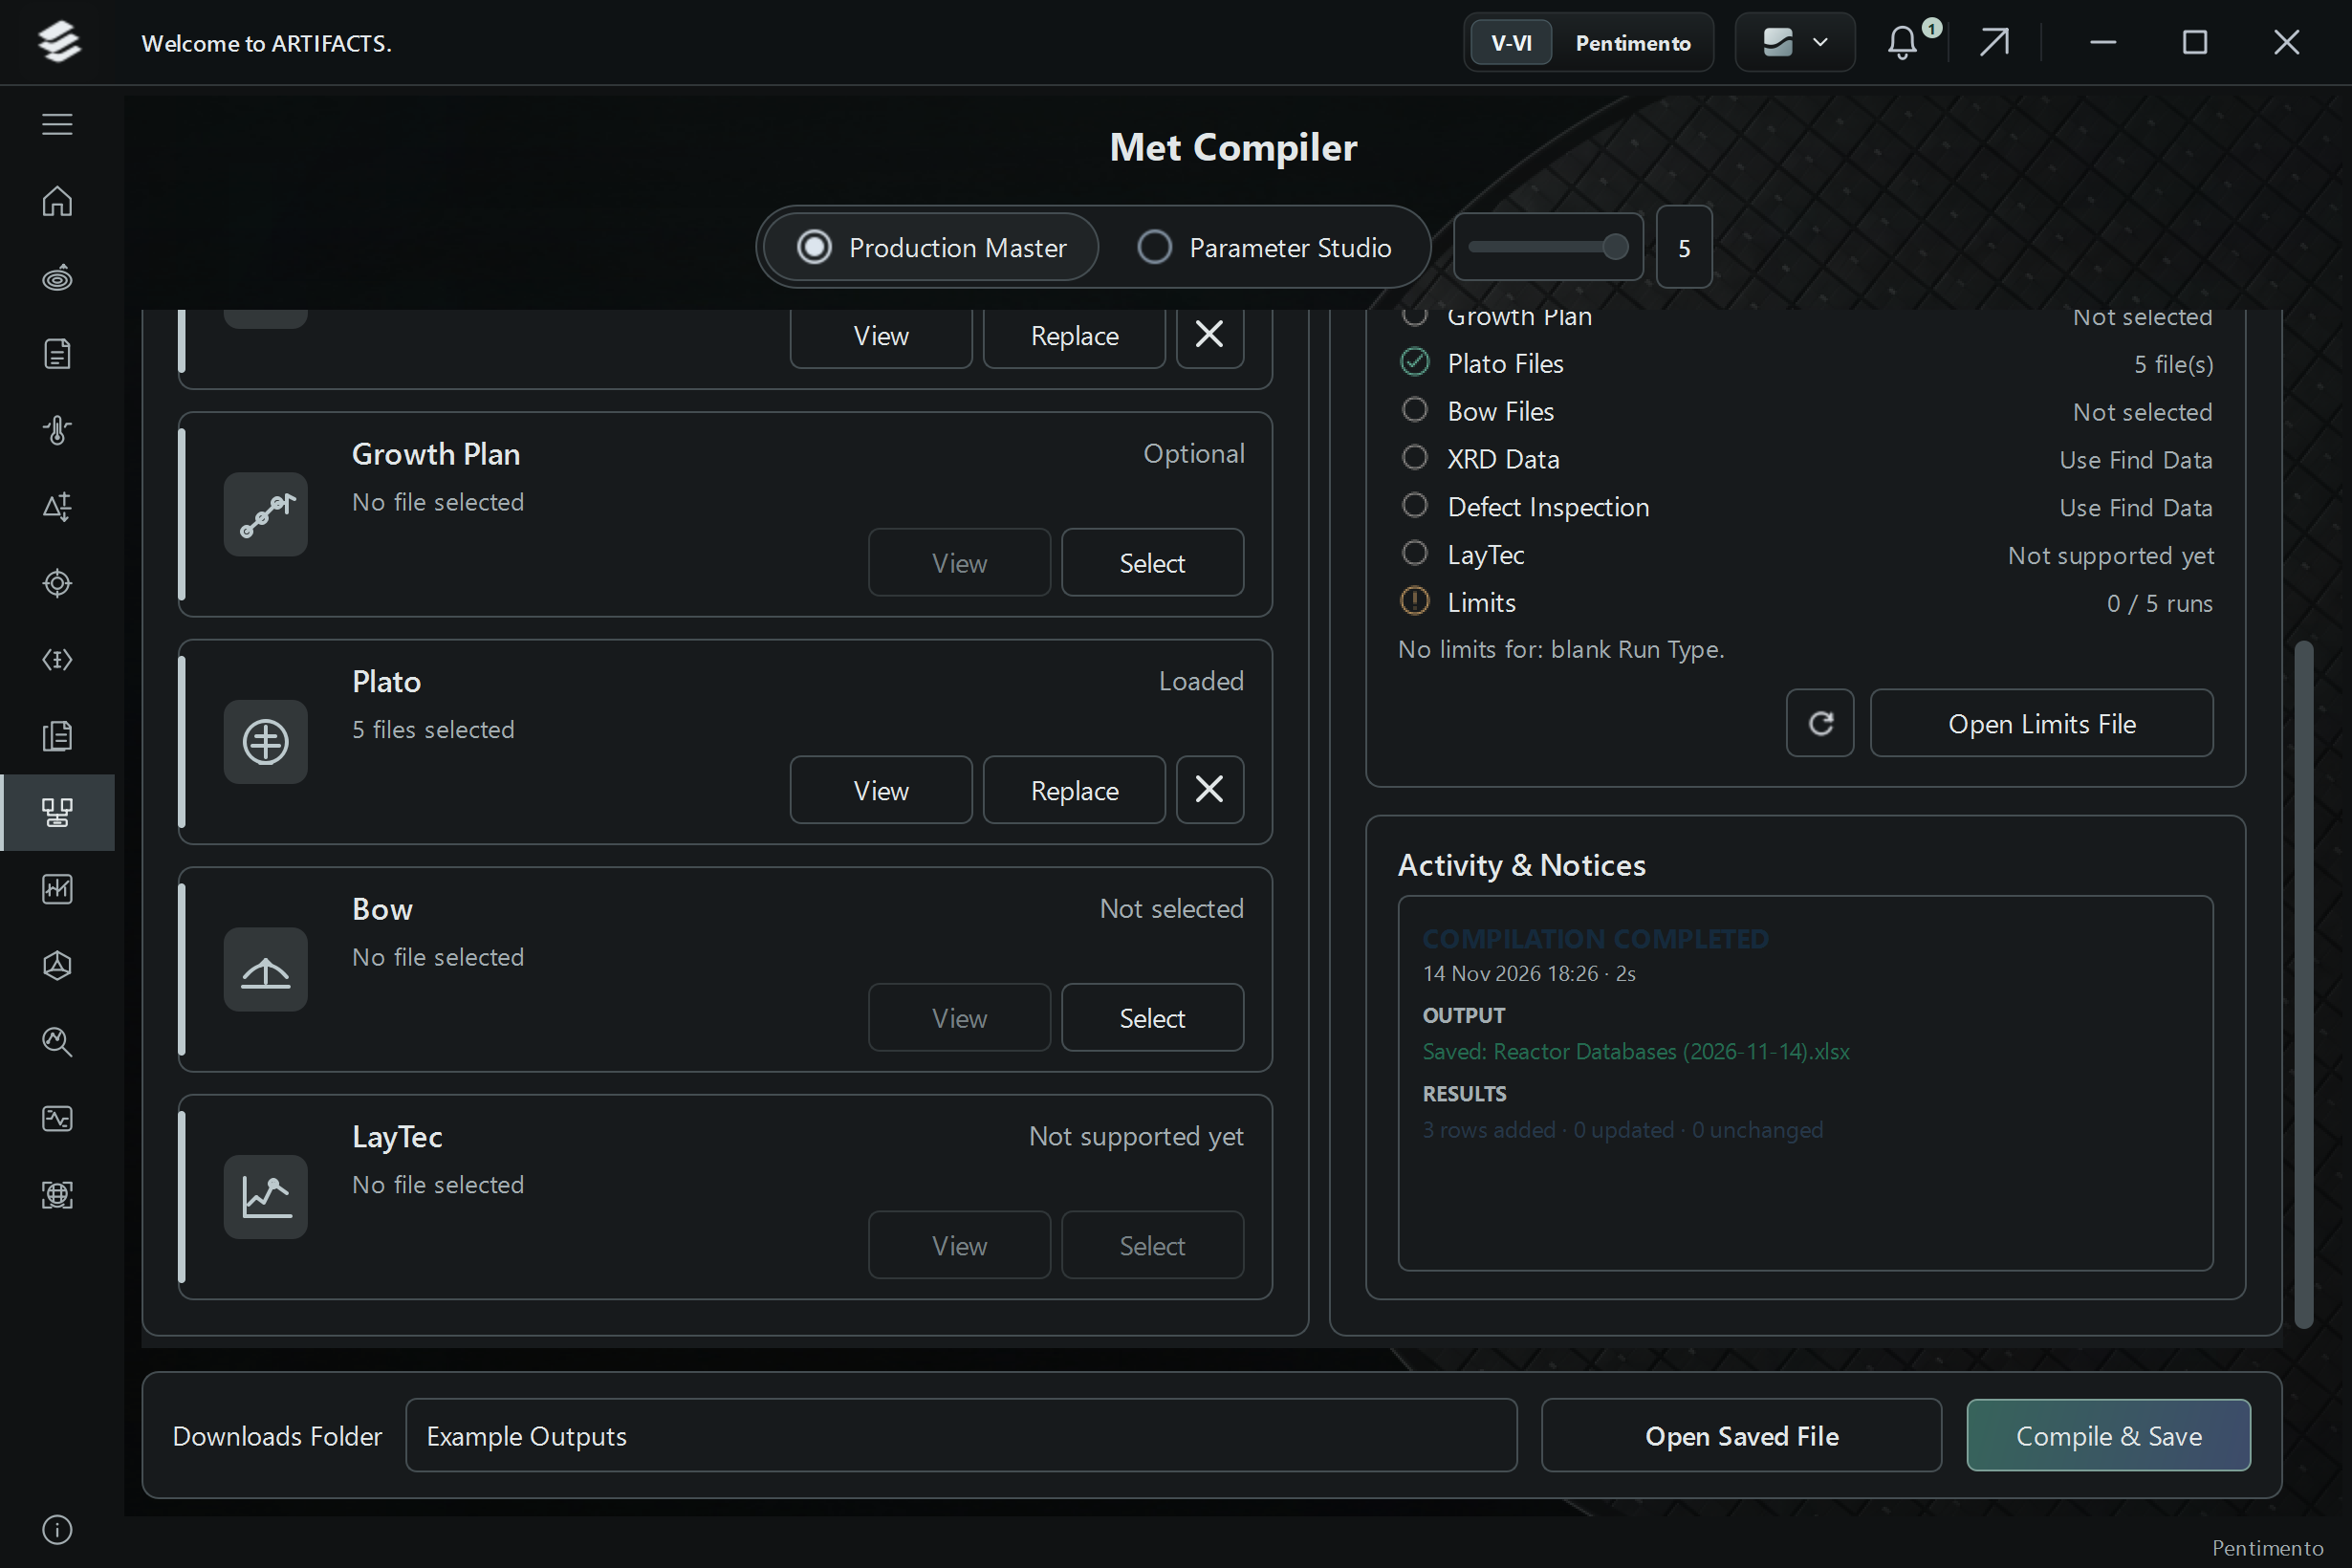 Welcome to ARTIFACTS.
V-VI Pentimento
1
Met Compiler
Production Master
Parameter Studio
5
View
Replace
Growth Plan
Optional
No file selected
View
Select
Plato
Loaded
5 files selected
View
Replace
Bow
Not selected
No file selected
View
Select
LayTec
Not supported yet
No file selected
View
Select
Growth Plan Not selected
Plato Files 5 file(s)
Bow Files Not selected
XRD Data Use Find Data
Defect Inspection Use Find Data
LayTec Not supported yet
Limits 0 / 5 runs
No limits for: blank Run Type.
Open Limits File
Activity & Notices
COMPILATION COMPLETED
14 Nov 2026 18:26 · 2s
OUTPUT
Saved: Reactor Databases (2026-11-14).xlsx
RESULTS
3 rows added · 0 updated · 0 unchanged
Downloads Folder
Example Outputs
Open Saved File
Compile & Save
Pentimento